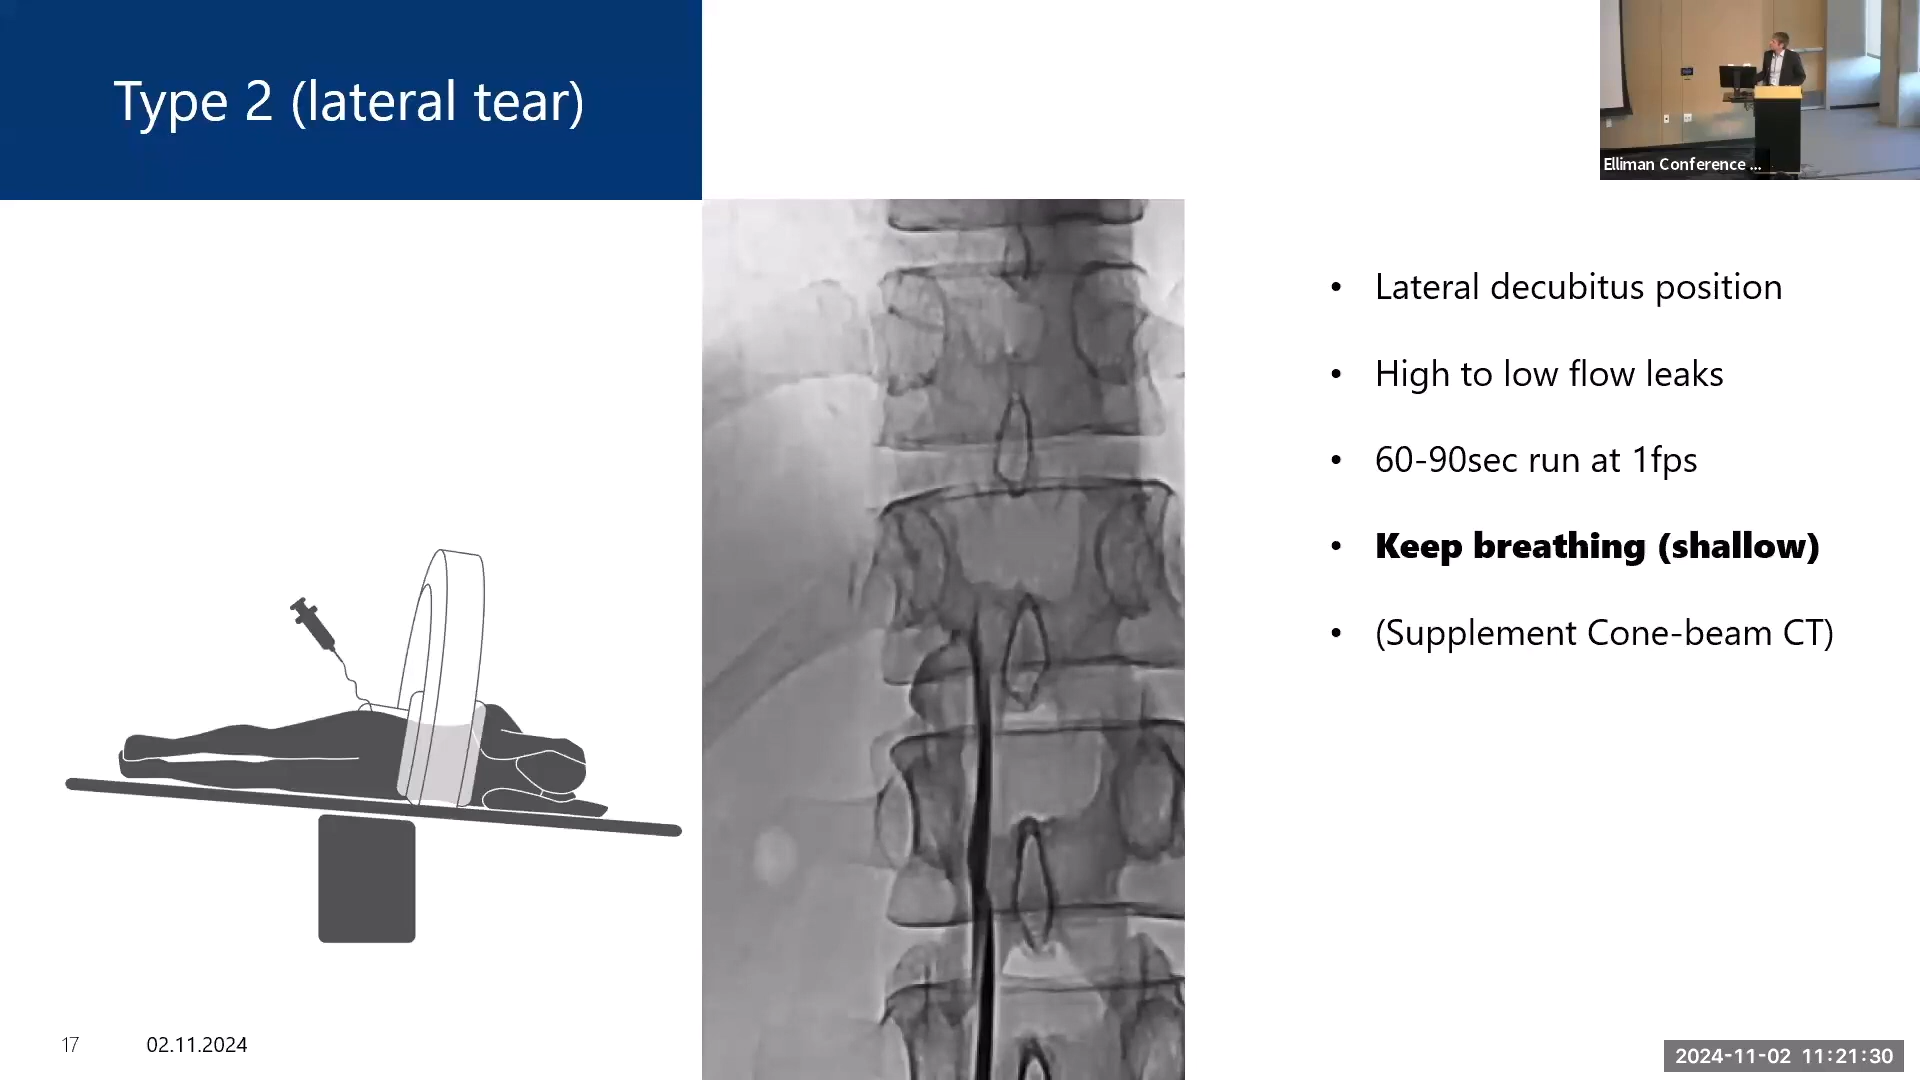 Type 2 (lateral tear)
Elliman Conference ...
• Lateral decubitus position
• High to low flow leaks
• 60-90sec run at 1fps
• Keep breathing (shallow)
• (Supplement Cone-beam CT)
17 02.11.2024
2024-11-02 11:21:30